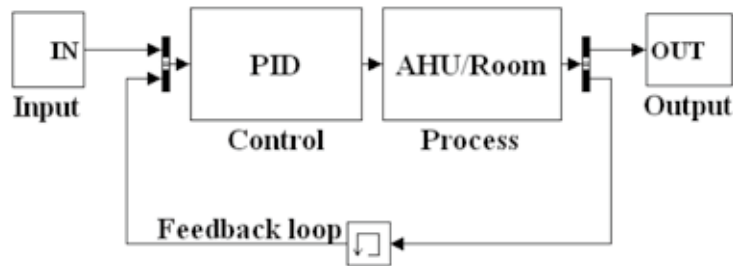 IN
Input
PID
Control
AHU/Room
Process
OUT
Output
Feedback loop